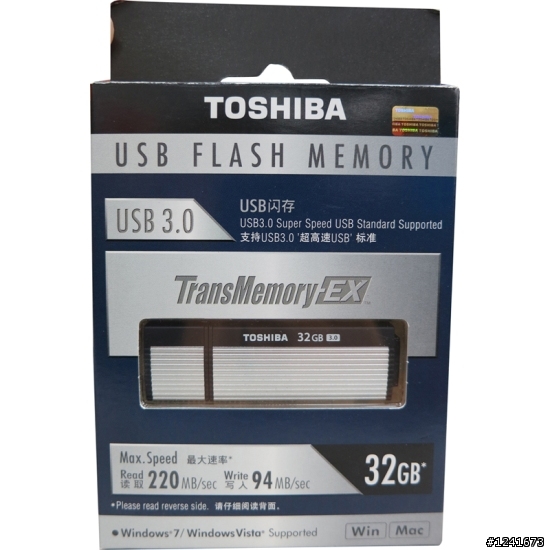 TOSHIBA
USB FLASH MEMORY
USB 3.0
USB闪存
USB3.0 Super Speed USB Standard Supported
支持USB3.0 '超高速USB' 标准
TransMemory-EX™
TOSHIBA 32GB 3.0
Max. Speed 最大速率*
Read 读取 220 MB/sec Write 写入 94 MB/sec
32GB*
*Please read reverse side. 请仔细阅读背面。
Windows®7/ WindowsVista® Supported
Win Mac
#1241673